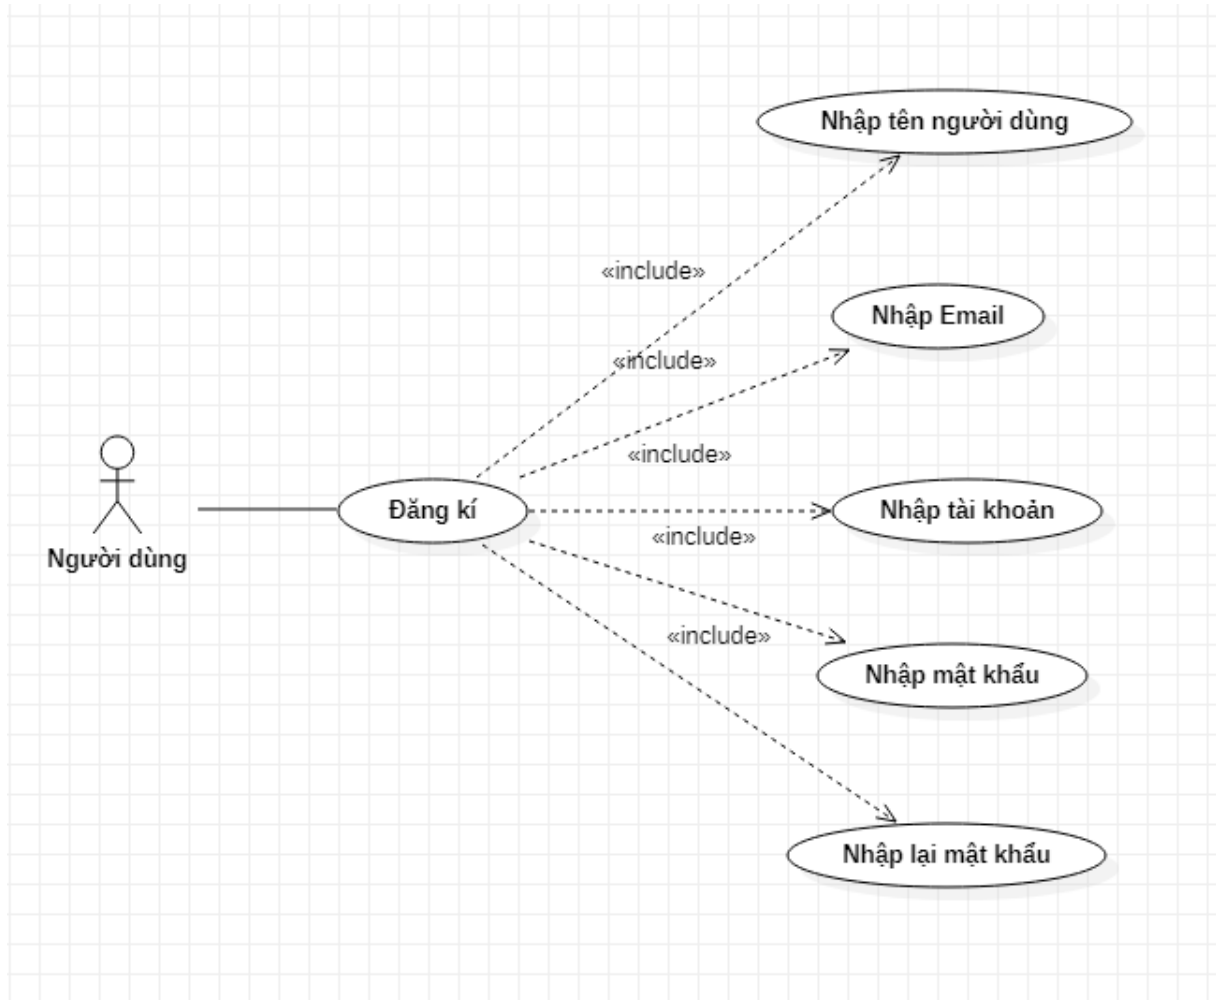 Nhập tên người dùng
«include»
Nhập Email
«include»
«include»
Đăng kí
Nhập tài khoản
«include»
Người dùng
«include»
Nhập mật khẩu
Nhập lại mật khẩu